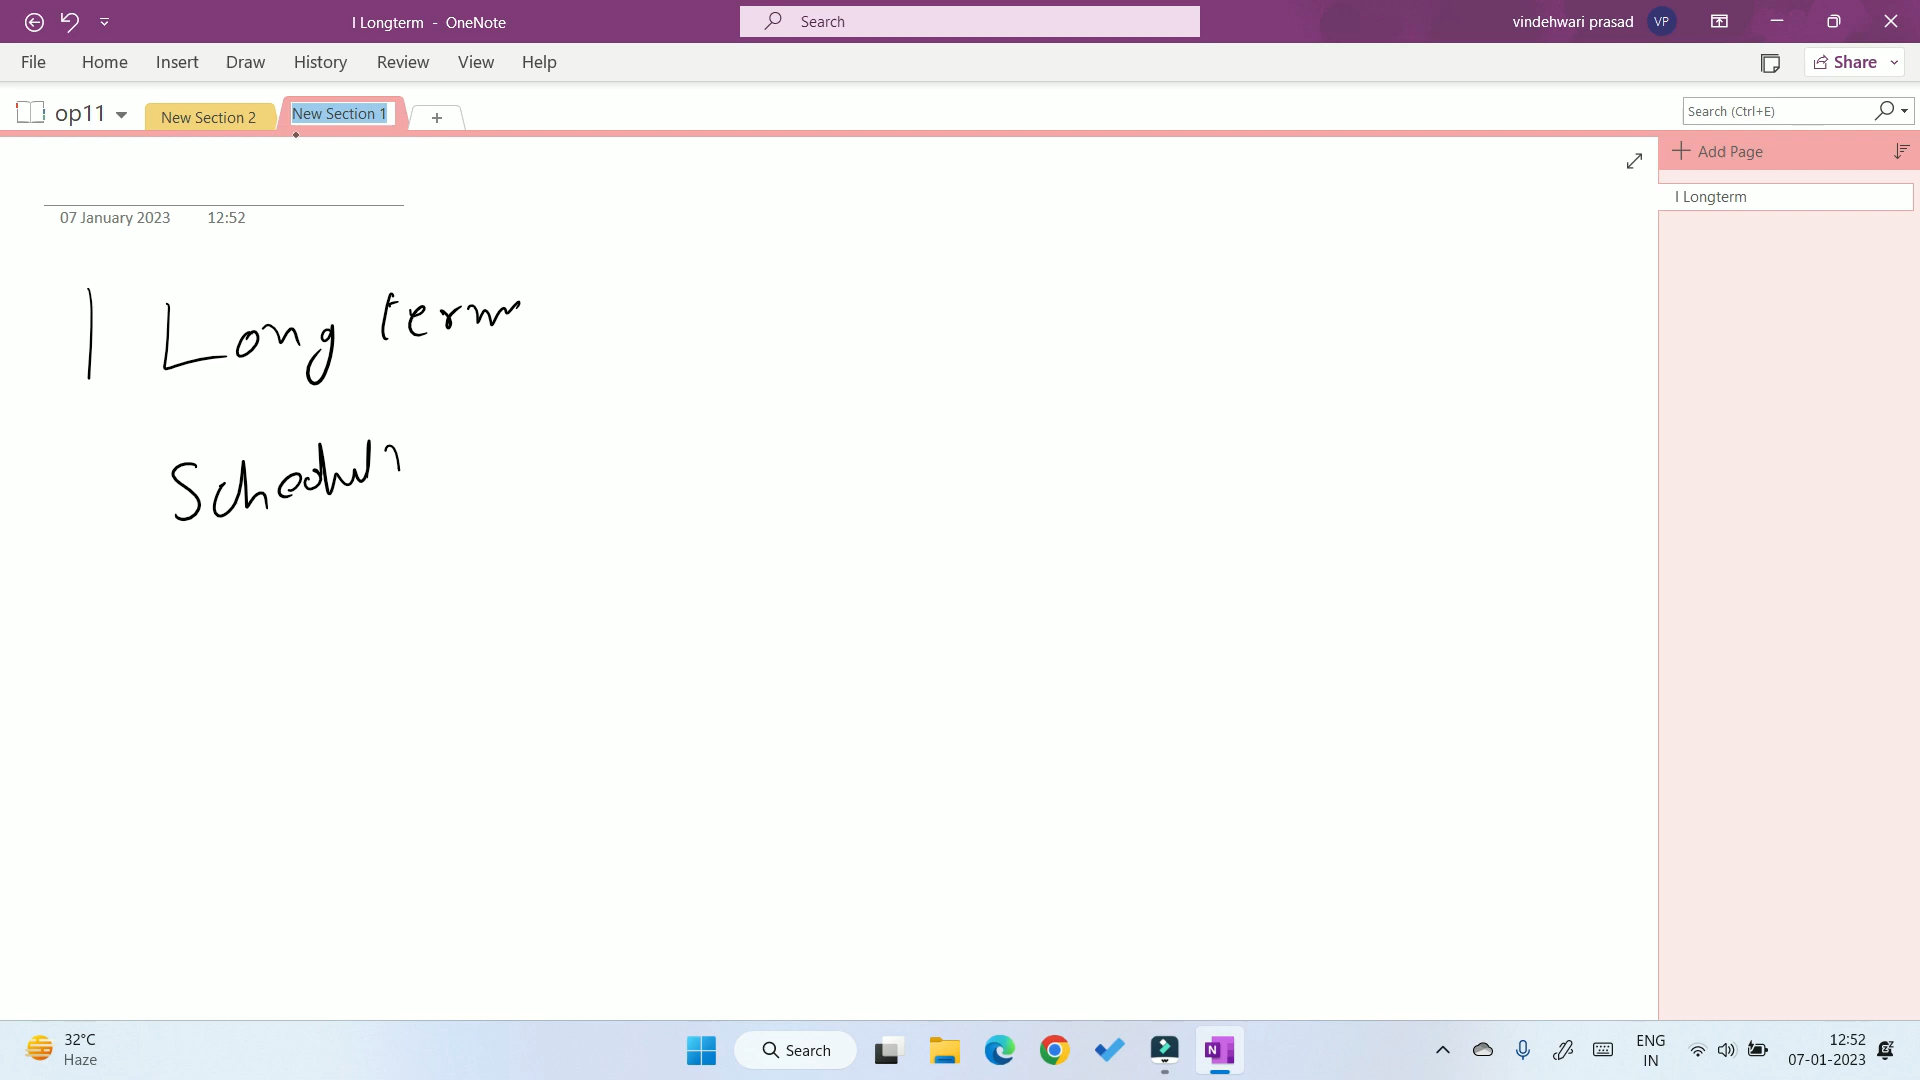 I Longterm - OneNote
Search
vindehwari prasad VP
File Home Insert Draw History Review View Help
Share
op11 New Section 2 New Section 1 +
Search (Ctrl+E)
Add Page
I Longterm
07 January 2023 12:52
1 Long term
32°C
Haze
Search
ENG
IN
12:52
07-01-2023